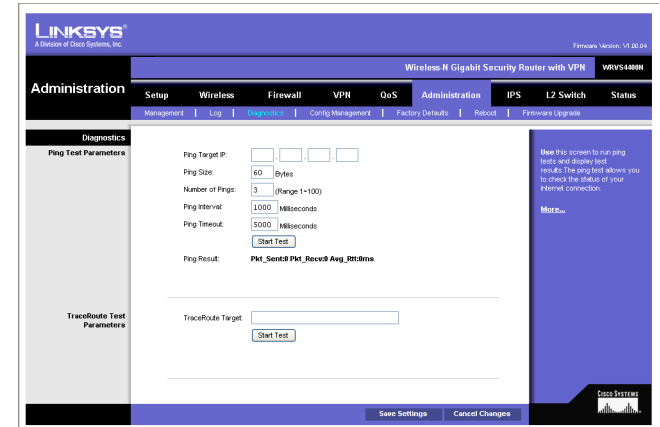 LINKSYS®
A Division of Cisco Systems, Inc.
Firmware Version: V1.00.04
Wireless-N Gigabit Security Router with VPN WRVS4400N
Administration
Setup Wireless Firewall VPN QoS Administration IPS L2 Switch Status
Management | Log | Diagnostics | Config Management | Factory Defaults | Reboot | Firmware Upgrade
Diagnostics
Ping Test Parameters
Ping Target IP: . . .
Ping Size: 60 Bytes
Number of Pings: 3 (Range 1~100)
Ping Interval: 1000 Milliseconds
Ping Timeout: 5000 Milliseconds
Start Test
Ping Result: Pkt_Sent:0 Pkt_Recv:0 Avg_Rtt:0ms
Use this screen to run ping
tests and display test
results.The ping test allows you
to check the status of your
Internet connection.
More...
TraceRoute Test
Parameters
TraceRoute Target:
Start Test
Save Settings Cancel Changes
CISCO SYSTEMS